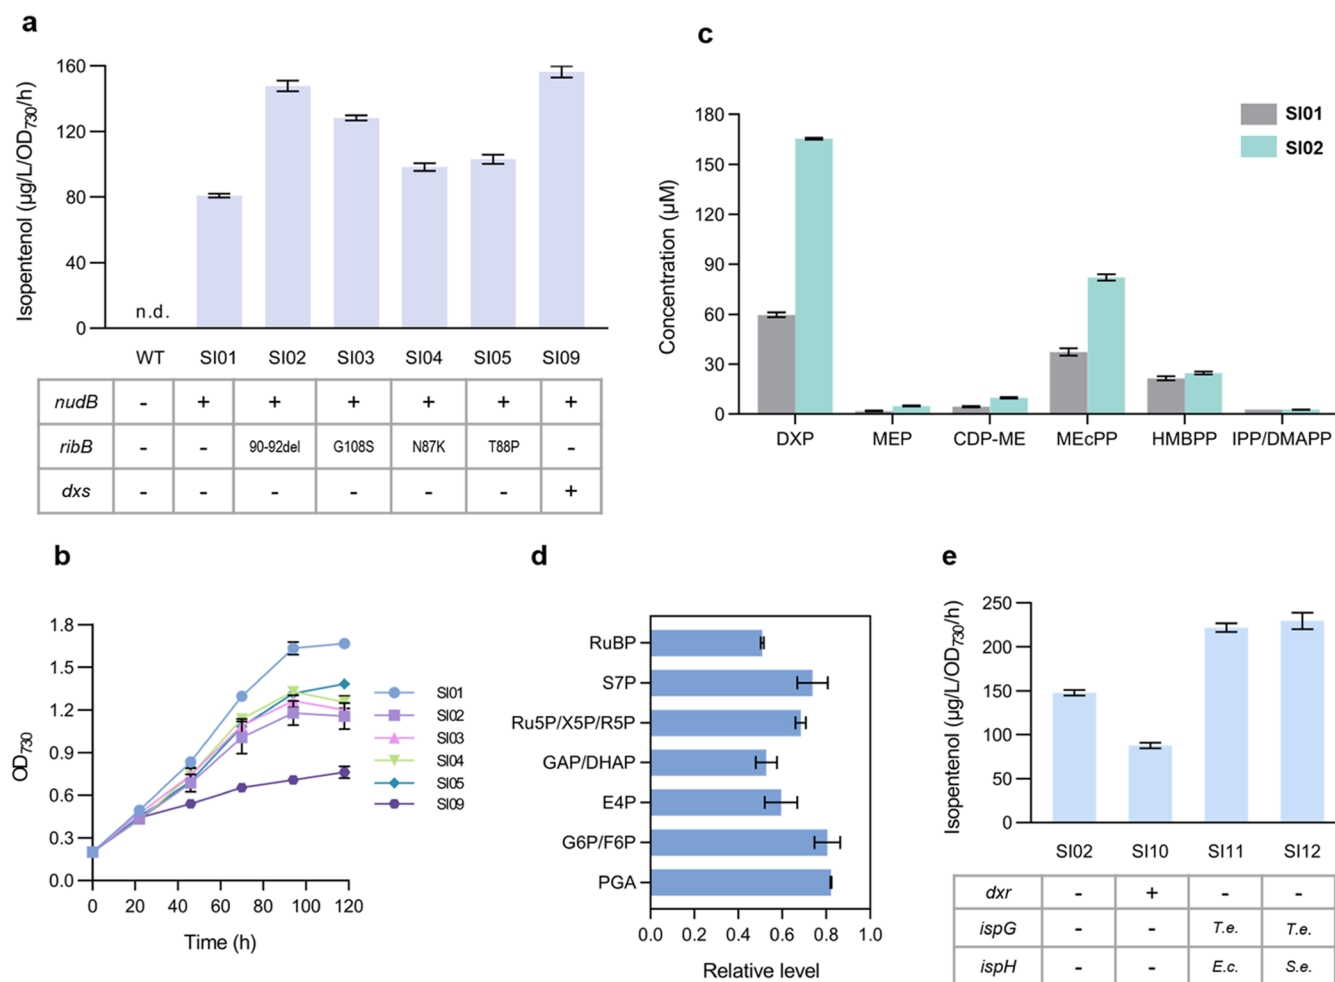 a
Isopentenol (µg/L/OD730/h)
160
120
80
40
0
n.d.
WT SI01 SI02 SI03 SI04 SI05 SI09
nudB - + + + + + +
ribB - - 90-92del G108S N87K T88P -
dxs - - - - - - +
c
Concentration (µM)
180
150
120
90
60
30
0
SI01
SI02
DXP MEP CDP-ME MEcPP HMBPP IPP/DMAPP
b
OD730
1.8
1.5
1.2
0.9
0.6
0.3
0.0
0 20 40 60 80 100 120
Time (h)
SI01
SI02
SI03
SI04
SI05
SI09
d
RuBP
S7P
Ru5P/X5P/R5P
GAP/DHAP
E4P
G6P/F6P
PGA
0.0 0.2 0.4 0.6 0.8 1.0
Relative level
e
Isopentenol (µg/L/OD730/h)
250
200
150
100
50
0
SI02 SI10 SI11 SI12
dxr - + - -
ispG - - T.e. T.e.
ispH - - E.c. S.e.